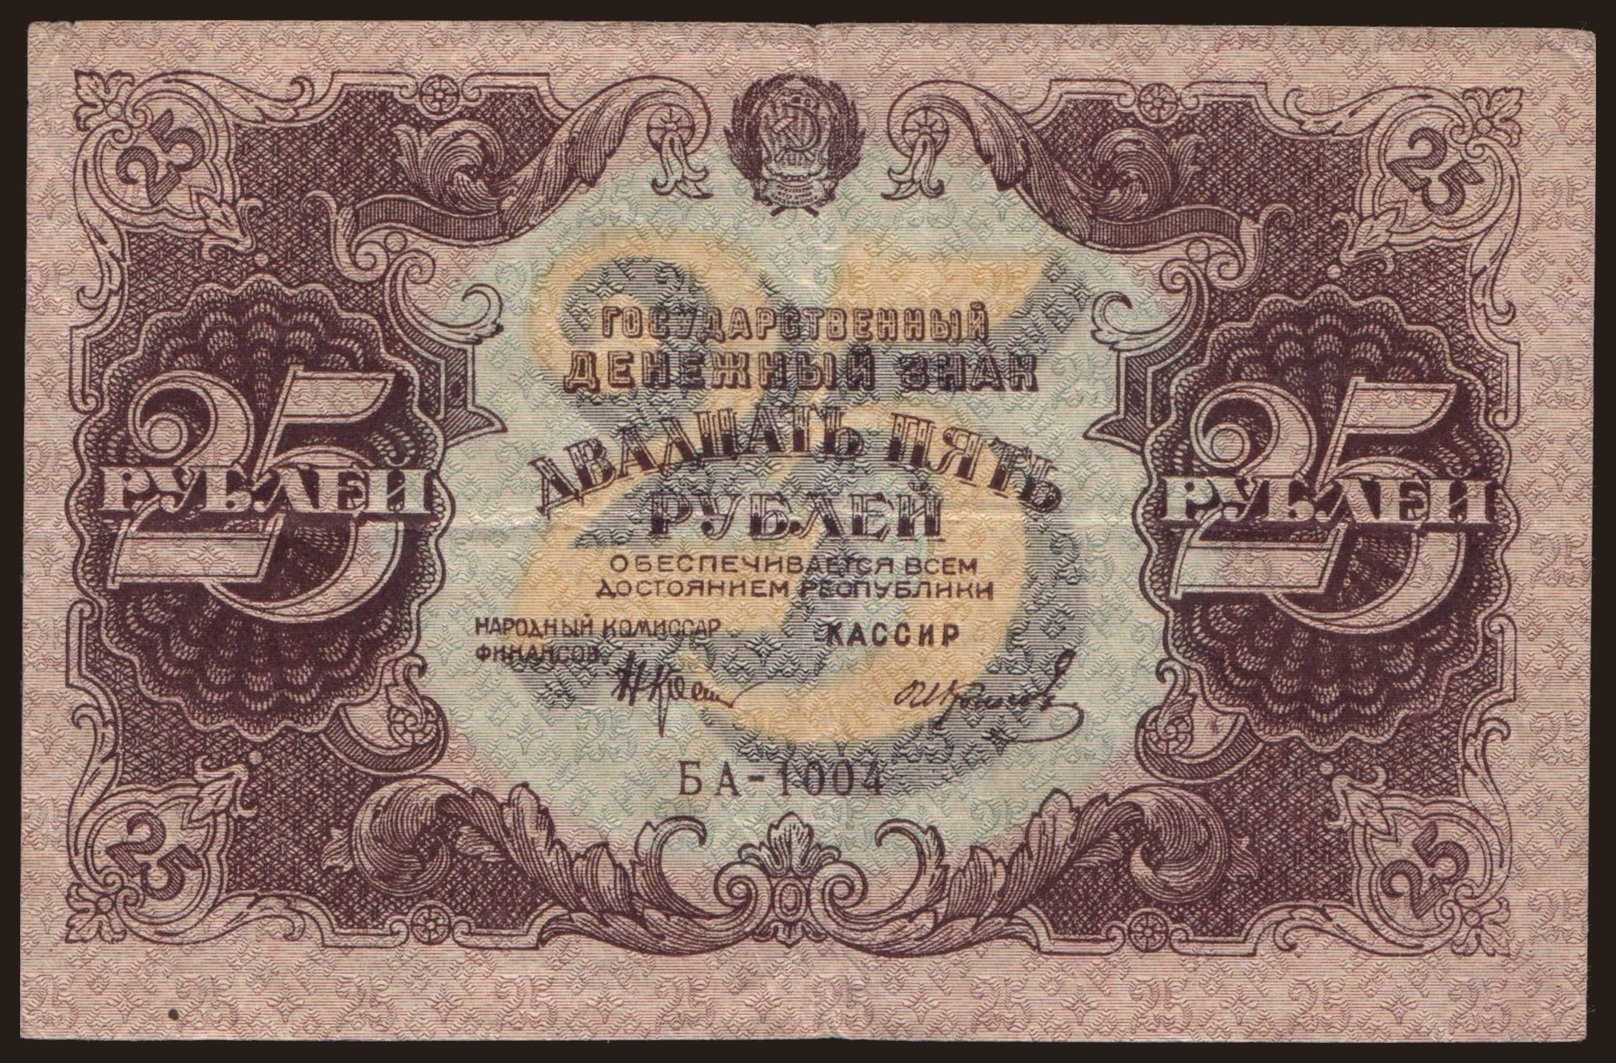 25
25
ГОСУДАРСТВЕННЫЙ
ДЕНЕЖНЫЙ ЗНАК
ДВАДЦАТЬ ПЯТЬ
РУБЛЕЙ
25
РУБЛЕЙ
25
РУБЛЕЙ
ОБЕСПЕЧИВАЕТСЯ ВСЕМ
ДОСТОЯНИЕМ РЕСПУБЛИКИ
НАРОДНЫЙ КОМИССАР
ФИНАНСОВ
КАССИР
БА-1004
25
25